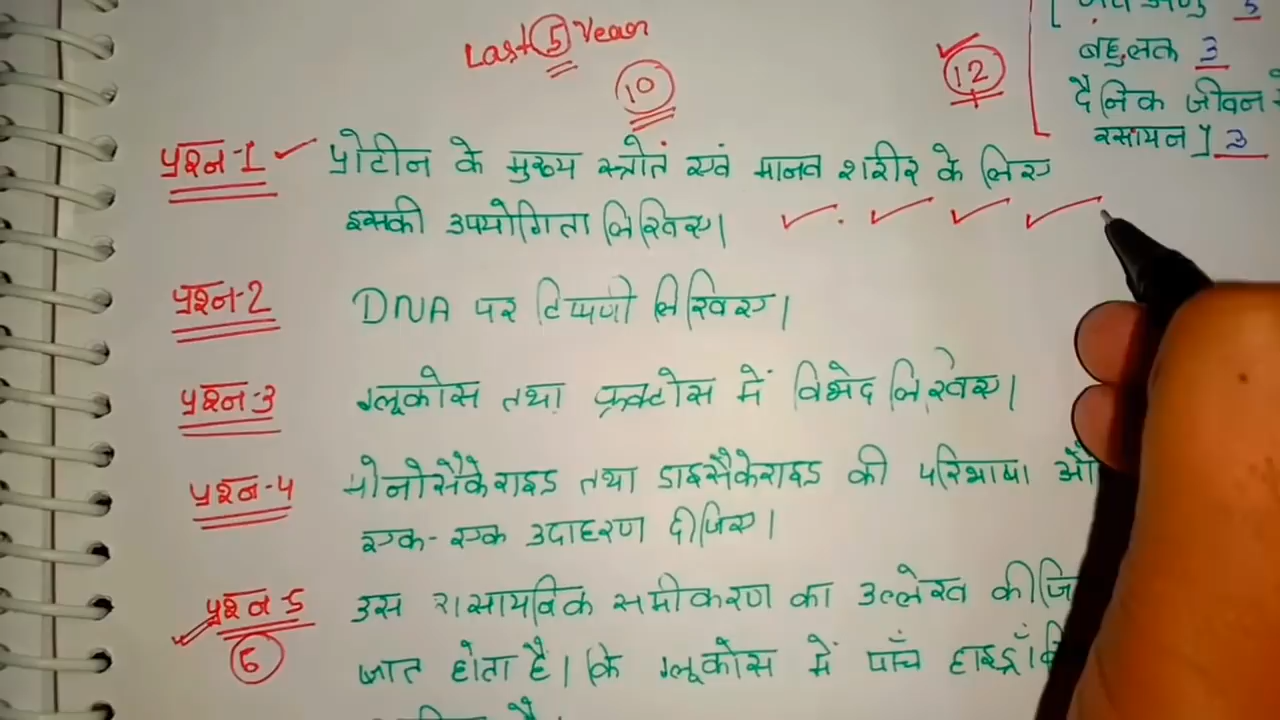 Last 5 Year
10
12
बहुलक 3
दैनिक जीवन में
रसायन] 3
प्रश्न-1 प्रोटीन के मुख्य स्त्रोत एवं मानव शरीर के लिए
इसकी उपयोगिता लिखिए।
प्रश्न-2 DNA पर टिप्पणी लिखिए।
प्रश्न-3 ग्लूकोस तथा फ्रक्टोस में विभेद लिखिए।
प्रश्न-4 मोनोसैकेराइड तथा डाइसैकेराइड की परिभाषा
एक-एक उदाहरण दीजिए।
प्रश्न-5 उस रासायनिक समीकरण का उल्लेख
6
जात होता है। कि ग्लूकोस में पाँच